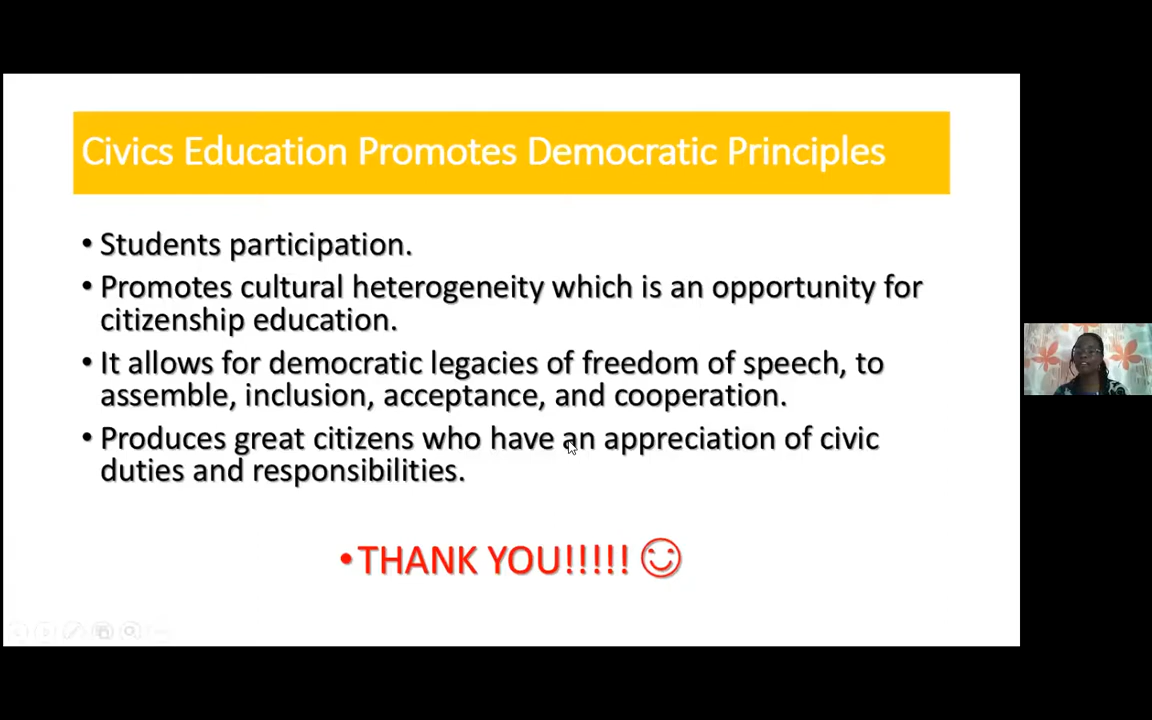 Civics Education Promotes Democratic Principles
• Students participation.
• Promotes cultural heterogeneity which is an opportunity for
citizenship education.
• It allows for democratic legacies of freedom of speech, to
assemble, inclusion, acceptance, and cooperation.
• Produces great citizens who have an appreciation of civic
duties and responsibilities.
• THANK YOU!!!!! ☺